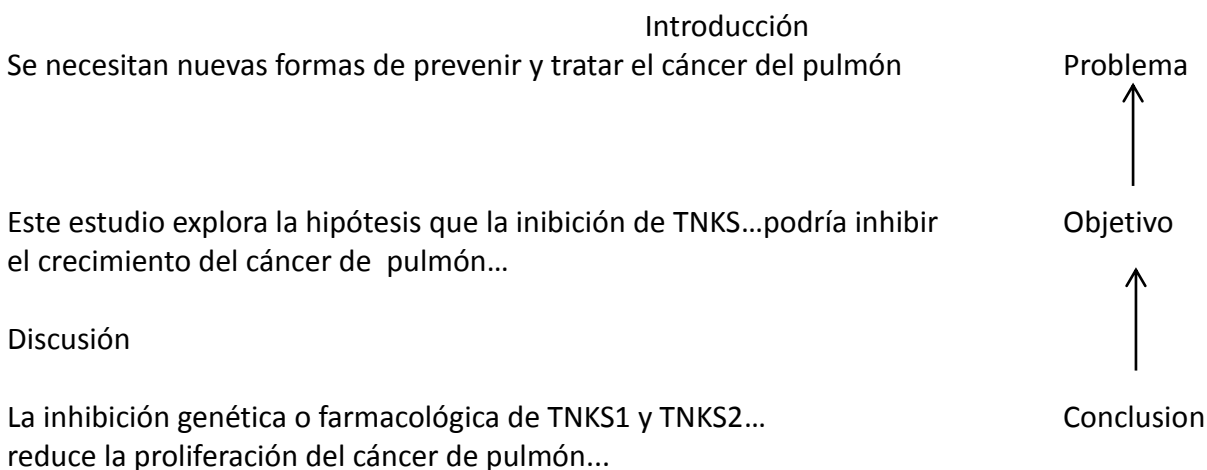 Introducción
Se necesitan nuevas formas de prevenir y tratar el cáncer del pulmón Problema
Este estudio explora la hipótesis que la inibición de TNKS...podría inhibir Objetivo
el crecimiento del cáncer de pulmón...
Discusión
La inhibición genética o farmacológica de TNKS1 y TNKS2... Conclusion
reduce la proliferación del cáncer de pulmón...